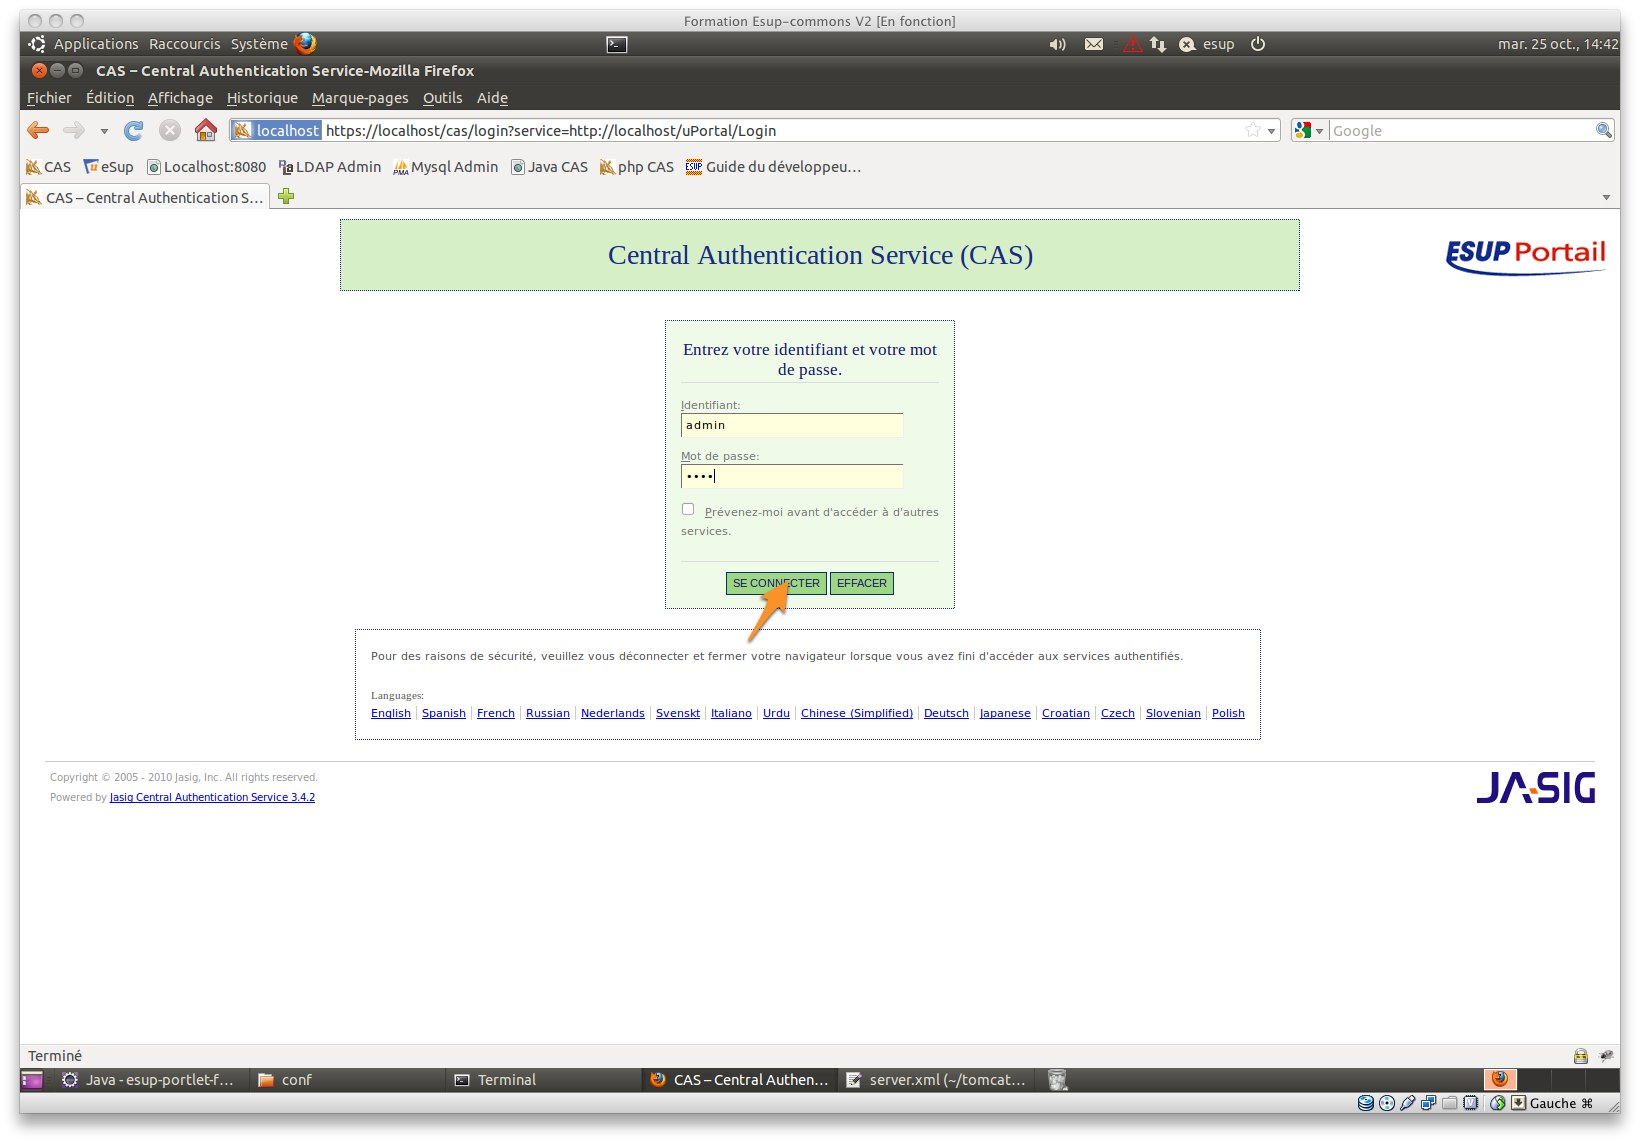 Formation Esup-commons V2 [En fonction]
Applications Raccourcis Système esup mar. 25 oct., 14:42
CAS – Central Authentication Service-Mozilla Firefox
Fichier Édition Affichage Historique Marque-pages Outils Aide
localhost https://localhost/cas/login?service=http://localhost/uPortal/Login Google
CAS eSup Localhost:8080 LDAP Admin Mysql Admin Java CAS php CAS ESUP Guide du développeu…
CAS – Central Authentication S…
Central Authentication Service (CAS)
ESUP Portail
Entrez votre identifiant et votre mot
de passe.
Identifiant:
admin
Mot de passe:
••••
Prévenez-moi avant d'accéder à d'autres
services.
SE CONNECTER EFFACER
Pour des raisons de sécurité, veuillez vous déconnecter et fermer votre navigateur lorsque vous avez fini d'accéder aux services authentifiés.
Languages:
English Spanish French Russian Nederlands Svenskt Italiano Urdu Chinese (Simplified) Deutsch Japanese Croatian Czech Slovenian Polish
Copyright © 2005 - 2010 Jasig, Inc. All rights reserved.
Powered by Jasig Central Authentication Service 3.4.2
JASIG
Terminé
Java - esup-portlet-f… conf Terminal CAS – Central Authen… server.xml (~/tomcat…
Gauche ⌘